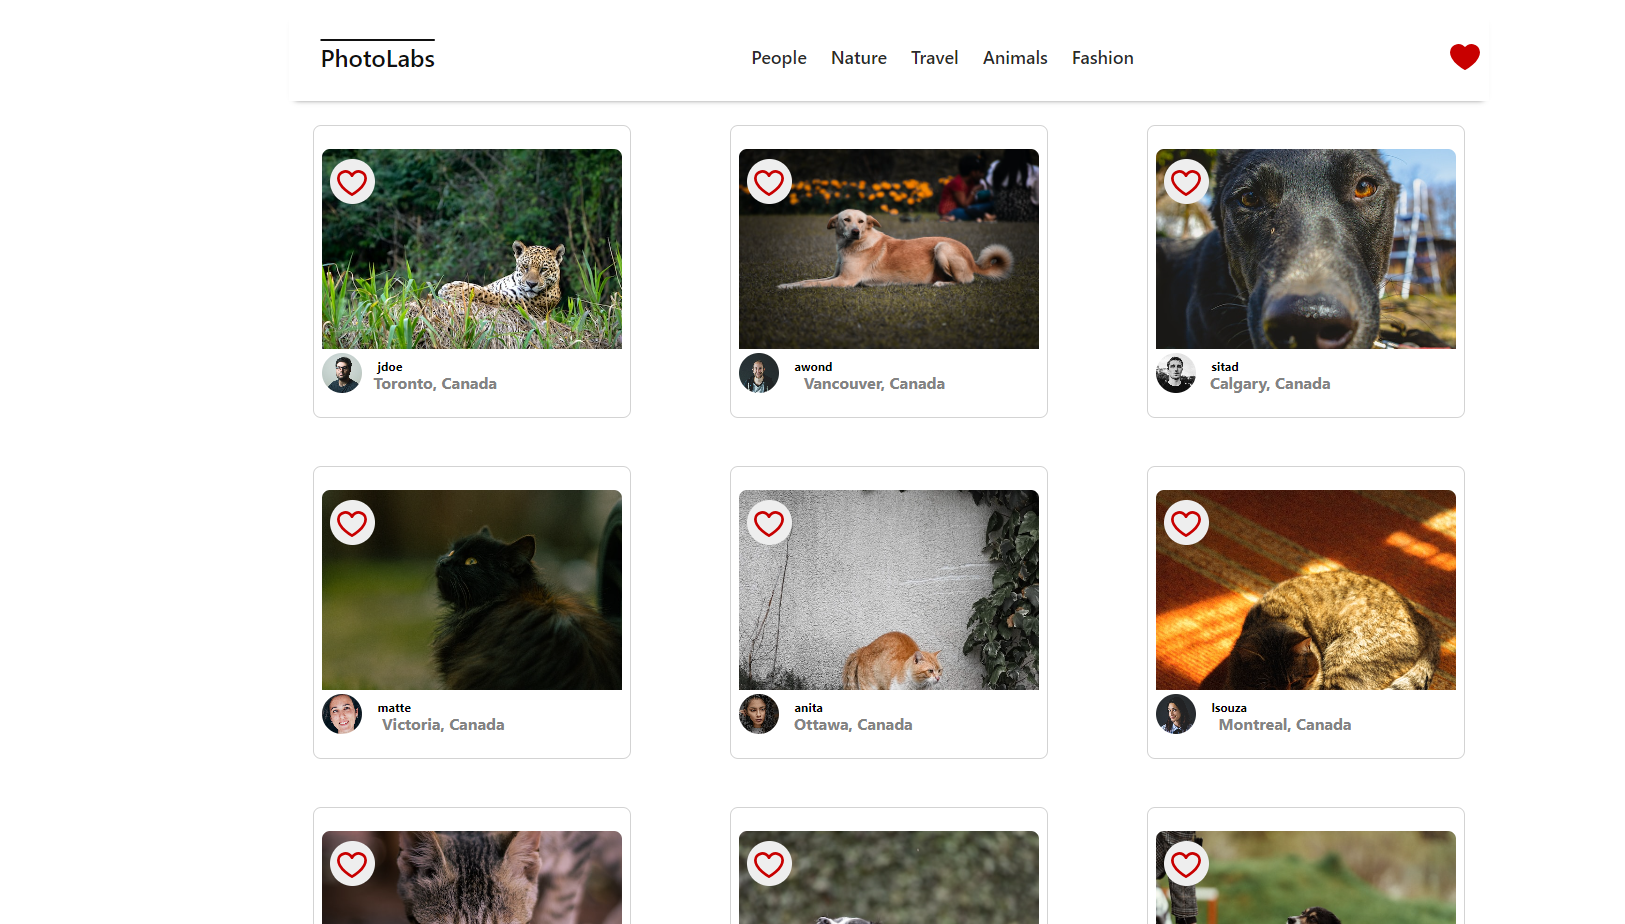 PhotoLabs
People Nature Travel Animals Fashion
jdoe
Toronto, Canada
awond
Vancouver, Canada
sitad
Calgary, Canada
matte
Victoria, Canada
anita
Ottawa, Canada
lsouza
Montreal, Canada